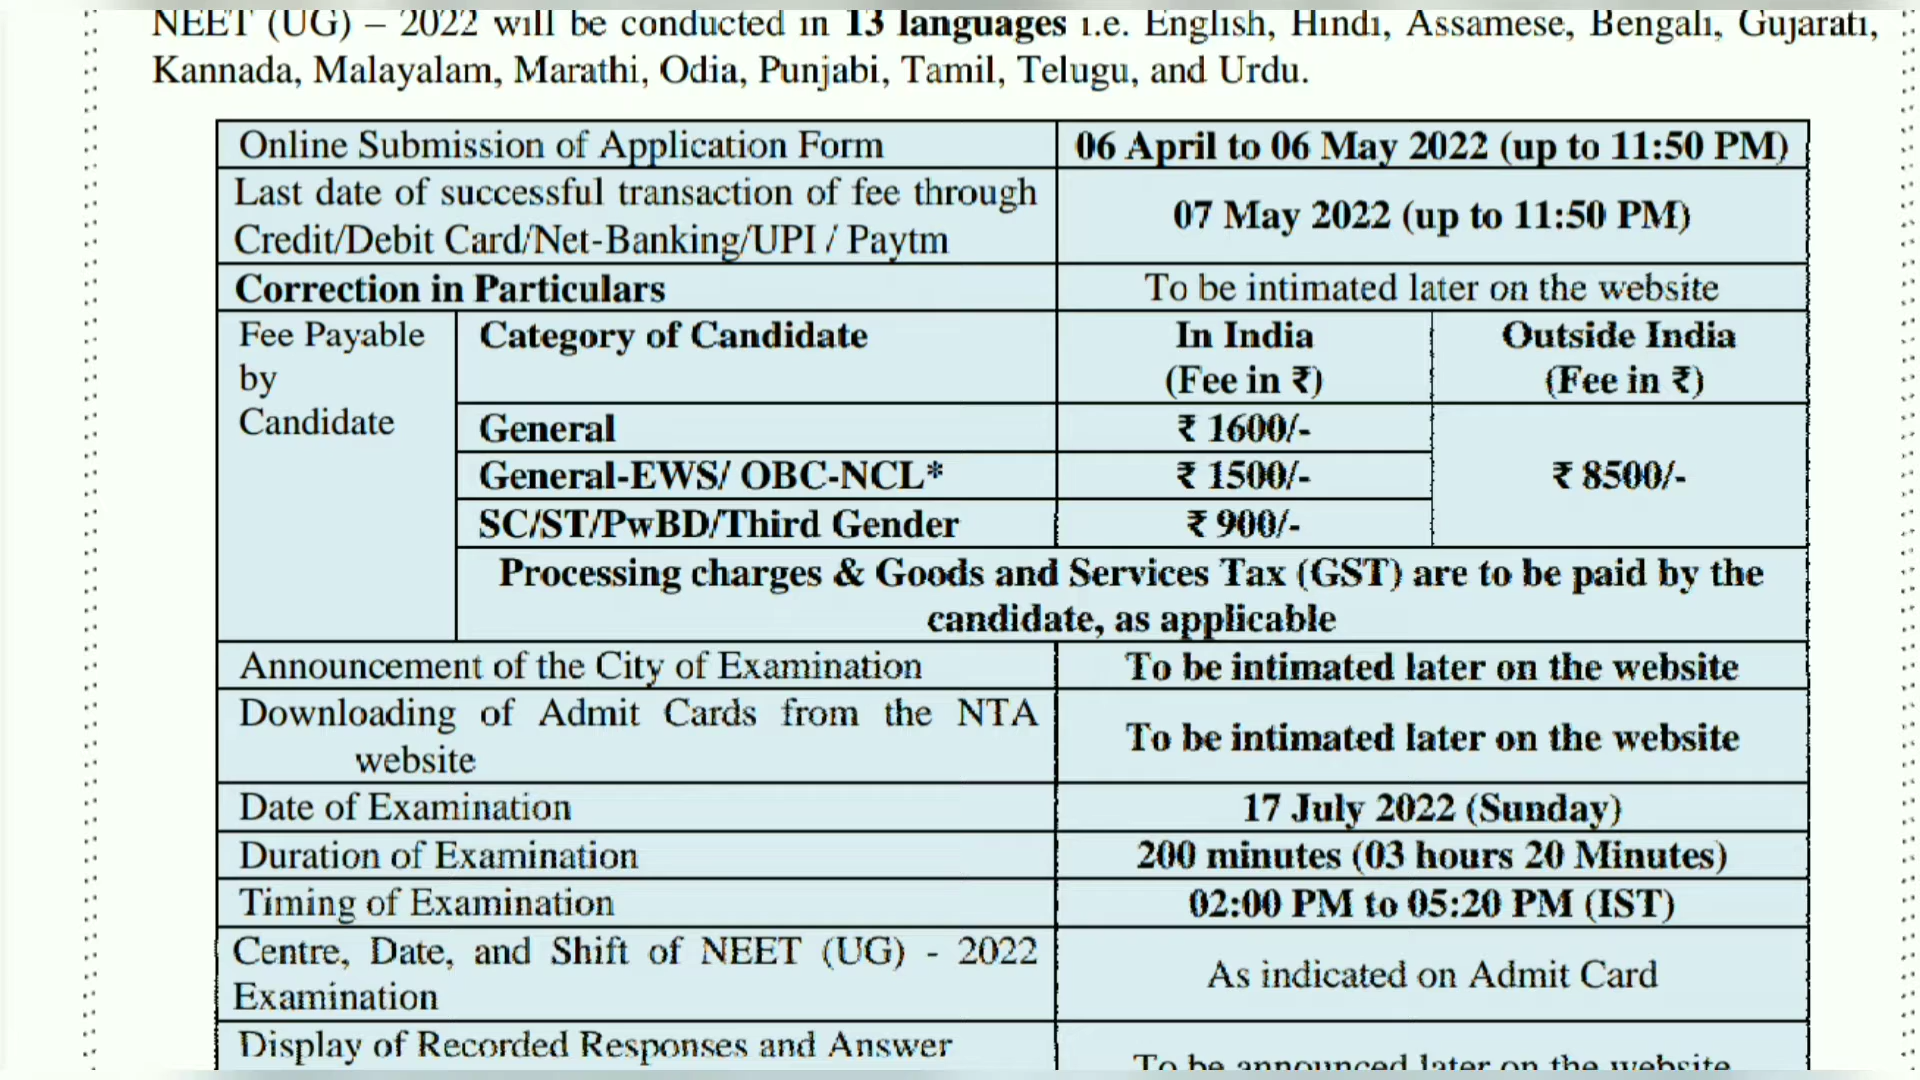 NEET (UG) – 2022 will be conducted in 13 languages i.e. English, Hindi, Assamese, Bengali, Gujarati,
Kannada, Malayalam, Marathi, Odia, Punjabi, Tamil, Telugu, and Urdu.
Online Submission of Application Form 06 April to 06 May 2022 (up to 11:50 PM)
Last date of successful transaction of fee through
Credit/Debit Card/Net-Banking/UPI / Paytm 07 May 2022 (up to 11:50 PM)
Correction in Particulars To be intimated later on the website
Fee Payable
by
Candidate
Category of Candidate
In India
(Fee in ₹)
Outside India
(Fee in ₹)
General ₹ 1600/-
General-EWS/ OBC-NCL* ₹ 1500/- ₹ 8500/-
SC/ST/PwBD/Third Gender ₹ 900/-
Processing charges & Goods and Services Tax (GST) are to be paid by the
candidate, as applicable
Announcement of the City of Examination To be intimated later on the website
Downloading of Admit Cards from the NTA
website To be intimated later on the website
Date of Examination 17 July 2022 (Sunday)
Duration of Examination 200 minutes (03 hours 20 Minutes)
Timing of Examination 02:00 PM to 05:20 PM (IST)
Centre, Date, and Shift of NEET (UG) - 2022
Examination As indicated on Admit Card
Display of Recorded Responses and Answer
To be announced later on the website